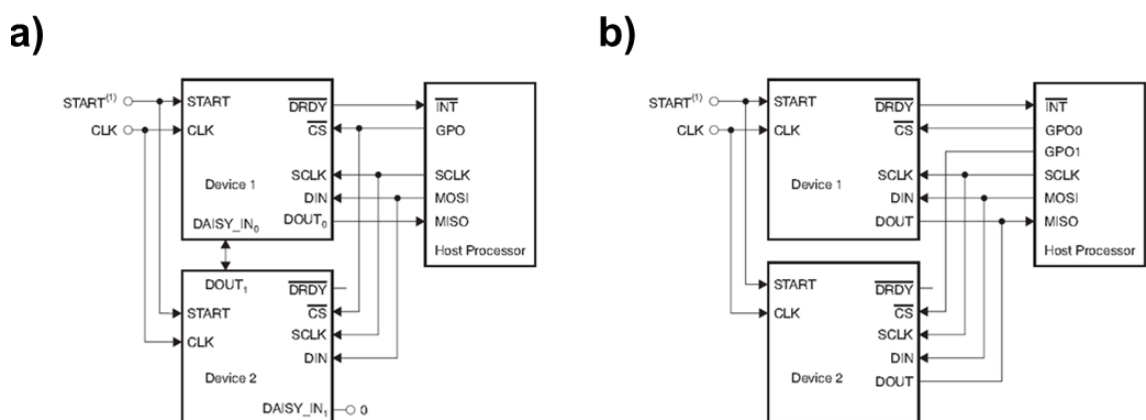 a)
START(1)
CLK
START
CLK
Device 1
DAISY_IN0
DRDY
CS
SCLK
DIN
DOUT0
INT
GPO
SCLK
MOSI
MISO
Host Processor
DOUT1
START
CLK
Device 2
DRDY
CS
SCLK
DIN
DAISY_IN1
0
b)
START(1)
CLK
START
CLK
Device 1
DRDY
CS
SCLK
DIN
DOUT
INT
GPO0
GPO1
SCLK
MOSI
MISO
Host Processor
START
CLK
Device 2
DRDY
CS
SCLK
DIN
DOUT